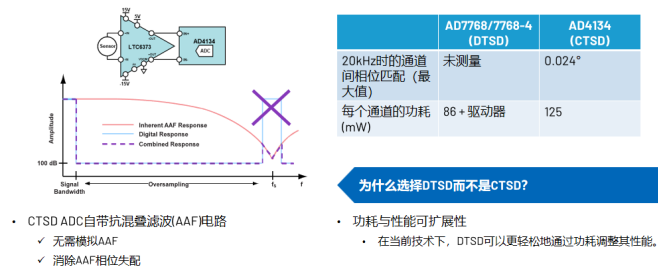 15V
1V
Sensor
LTC6373
IN+
AD4134
ADC
IN-
-15V
Amplitude
Inherent AAF Response
Digital Response
Combined Response
100 dB
Signal
Bandwidth
Oversampling
fs
f
• CTSD ADC自带抗混叠滤波(AAF)电路
✓ 无需模拟AAF
✓ 消除AAF相位失配
AD7768/7768-4
(DTSD)
AD4134
(CTSD)
20kHz时的通道
间相位匹配（最
大值）
未测量
0.024°
每个通道的功耗
(mW)
86 + 驱动器
125
为什么选择DTSD而不是CTSD?
• 功耗与性能可扩展性
• 在当前技术下，DTSD可以更轻松地通过功耗调整其性能。